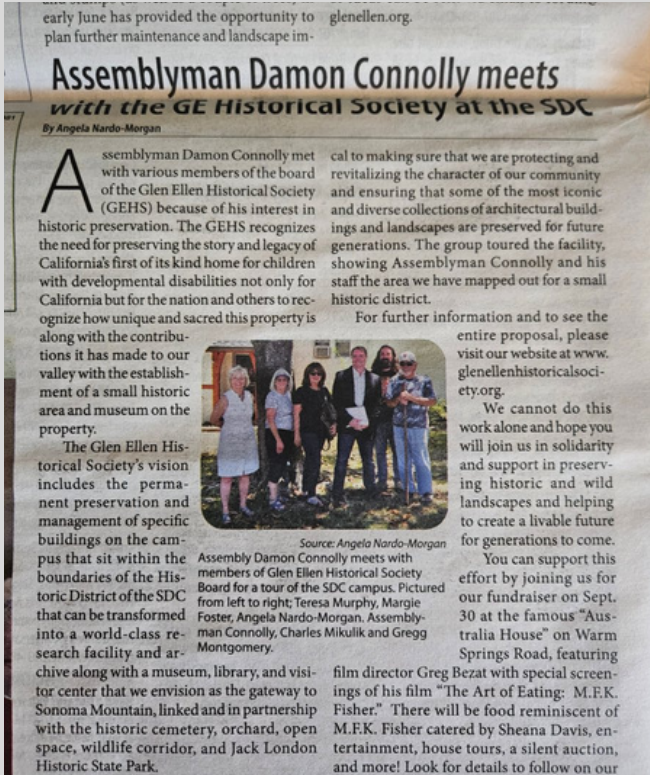 early June has provided the opportunity to
plan further maintenance and landscape im-
glenellen.org.
Assemblyman Damon Connolly meets
with the GE Historical Society at the SDC
By Angela Nardo-Morgan
Assemblyman Damon Connolly met
with various members of the board
of the Glen Ellen Historical Society
(GEHS) because of his interest in
historic preservation. The GEHS recognizes
the need for preserving the story and legacy of
California's first of its kind home for children
with developmental disabilities not only for
California but for the nation and others to rec-
ognize how unique and sacred this property is
along with the contribu-
tions it has made to our
valley with the establish-
ment of a small historic
area and museum on the
property.
The Glen Ellen His-
torical Society's vision
includes the perma-
nent preservation and
management of specific
buildings on the cam-
pus that sit within the
boundaries of the His-
toric District of the SDC
that can be transformed
into a world-class re-
search facility and ar-
chive along with a museum, library, and visi-
tor center that we envision as the gateway to
Sonoma Mountain, linked and in partnership
with the historic cemetery, orchard, open
space, wildlife corridor, and Jack London
Historic State Park.
cal to making sure that we are protecting and
revitalizing the character of our community
and ensuring that some of the most iconic
and diverse collections of architectural build-
ings and landscapes are preserved for future
generations. The group toured the facility,
showing Assemblyman Connolly and his
staff the area we have mapped out for a small
historic district.
For further information and to see the
entire proposal, please
visit our website at www.
glenellenhistoricalsoci-
ety.org.
We cannot do this
work alone and hope you
will join us in solidarity
and support in preserv-
ing historic and wild
landscapes and helping
to create a livable future
for generations to come.
You can support this
effort by joining us for
our fundraiser on Sept.
30 at the famous "Aus-
tralia House" on Warm
Springs Road, featuring
film director Greg Bezat with special screen-
ings of his film "The Art of Eating: M.F.K.
Fisher." There will be food reminiscent of
M.F.K. Fisher catered by Sheana Davis, en-
tertainment, house tours, a silent auction,
and more! Look for details to follow on our
Source: Angela Nardo-Morgan
Assembly Damon Connolly meets with
members of Glen Ellen Historical Society
Board for a tour of the SDC campus. Pictured
from left to right; Teresa Murphy, Margie
Foster, Angela Nardo-Morgan. Assembly-
man Connolly, Charles Mikulik and Gregg
Montgomery.